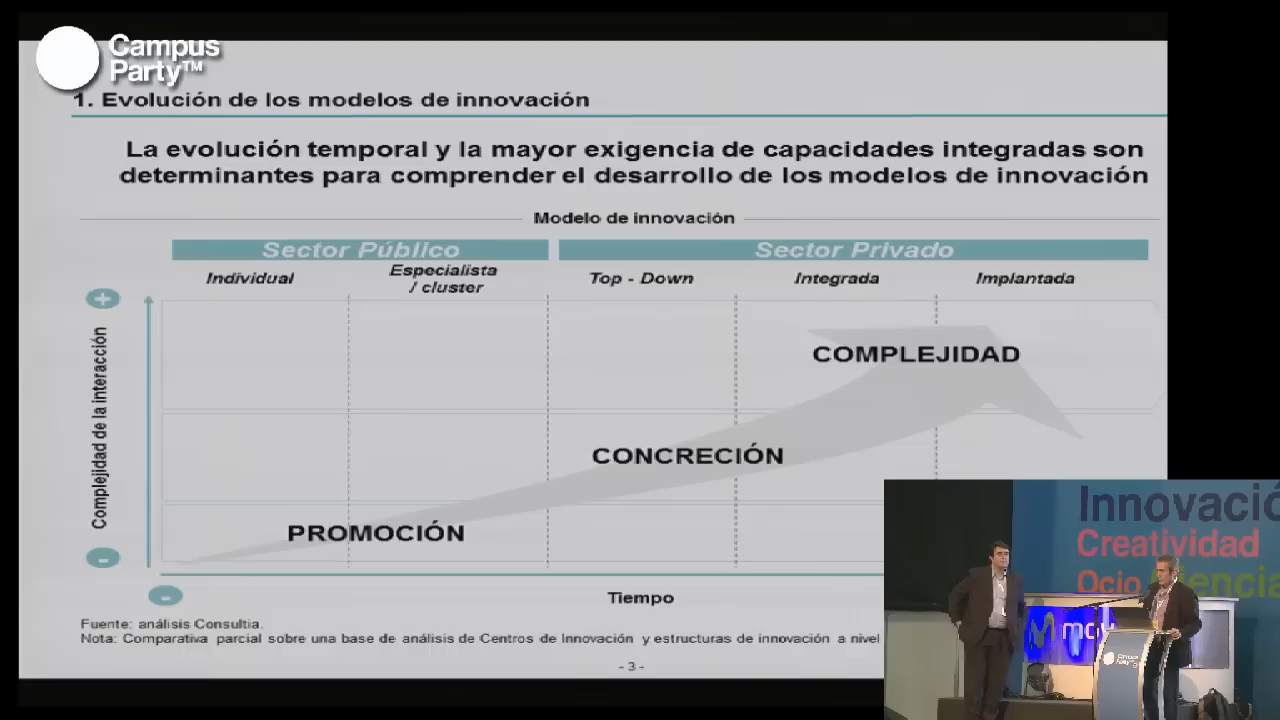 Campus
Party™
1. Evolución de los modelos de innovación
La evolución temporal y la mayor exigencia de capacidades integradas son
determinantes para comprender el desarrollo de los modelos de innovación
Modelo de innovación
Sector Público
Sector Privado
Individual
Especialista
/ cluster
Top - Down
Integrada
Implantada
+
Complejidad de la interacción
-
COMPLEJIDAD
CONCRECIÓN
PROMOCIÓN
-
Tiempo
Fuente: análisis Consultia.
Nota: Comparativa parcial sobre una base de análisis de Centros de Innovación y estructuras de innovación a nivel
- 3 -
Innovació
Creatividad
Ocio
Campus
Party